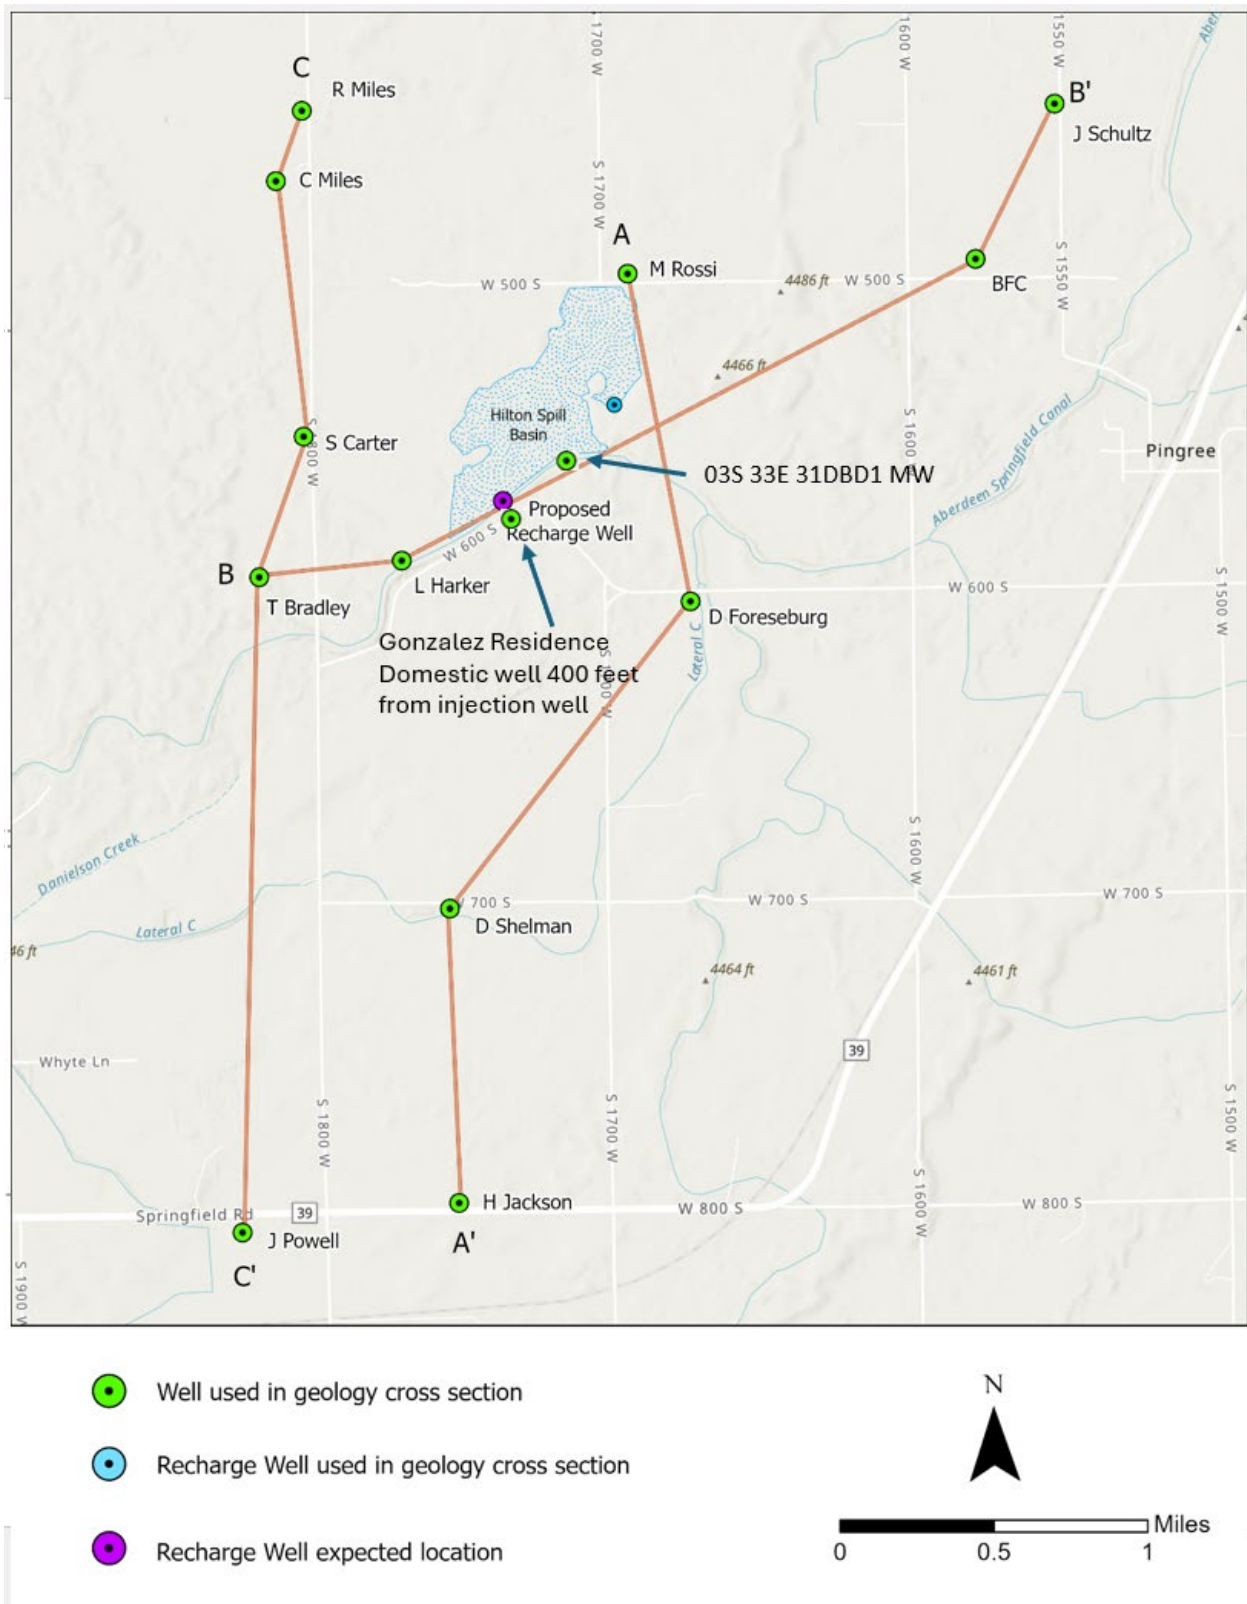 C
R Miles
S 1700 W
1600 W
1550 W
Aber
B'
J Schultz
C Miles
S 1700 W
A
M Rossi
W 500 S
4486 ft
W 500 S
BFC
S 1550 W
4466 ft
Hilton Spill
Basin
S Carter
S 1800 W
S 1600 W
Aberdeen Springfield Canal
Pingree
03S 33E 31DBD1 MW
Proposed
Recharge Well
W 600 S
L Harker
B
T Bradley
W 600 S
S 1500 W
D Foreseburg
Gonzalez Residence
Domestic well 400 feet
from injection well
Lateral C
Danielson Creek
S 1600 W
Lateral C
W 700 S
W 700 S
W 700 S
D Shelman
46 ft
4464 ft
4461 ft
Whyte Ln
39
S 1800 W
S 1700 W
S 1500 W
H Jackson
A'
Springfield Rd
39
W 800 S
W 800 S
S 1600 W
J Powell
C'
S 1900 W
Well used in geology cross section
Recharge Well used in geology cross section
Recharge Well expected location
N
Miles
0 0.5 1